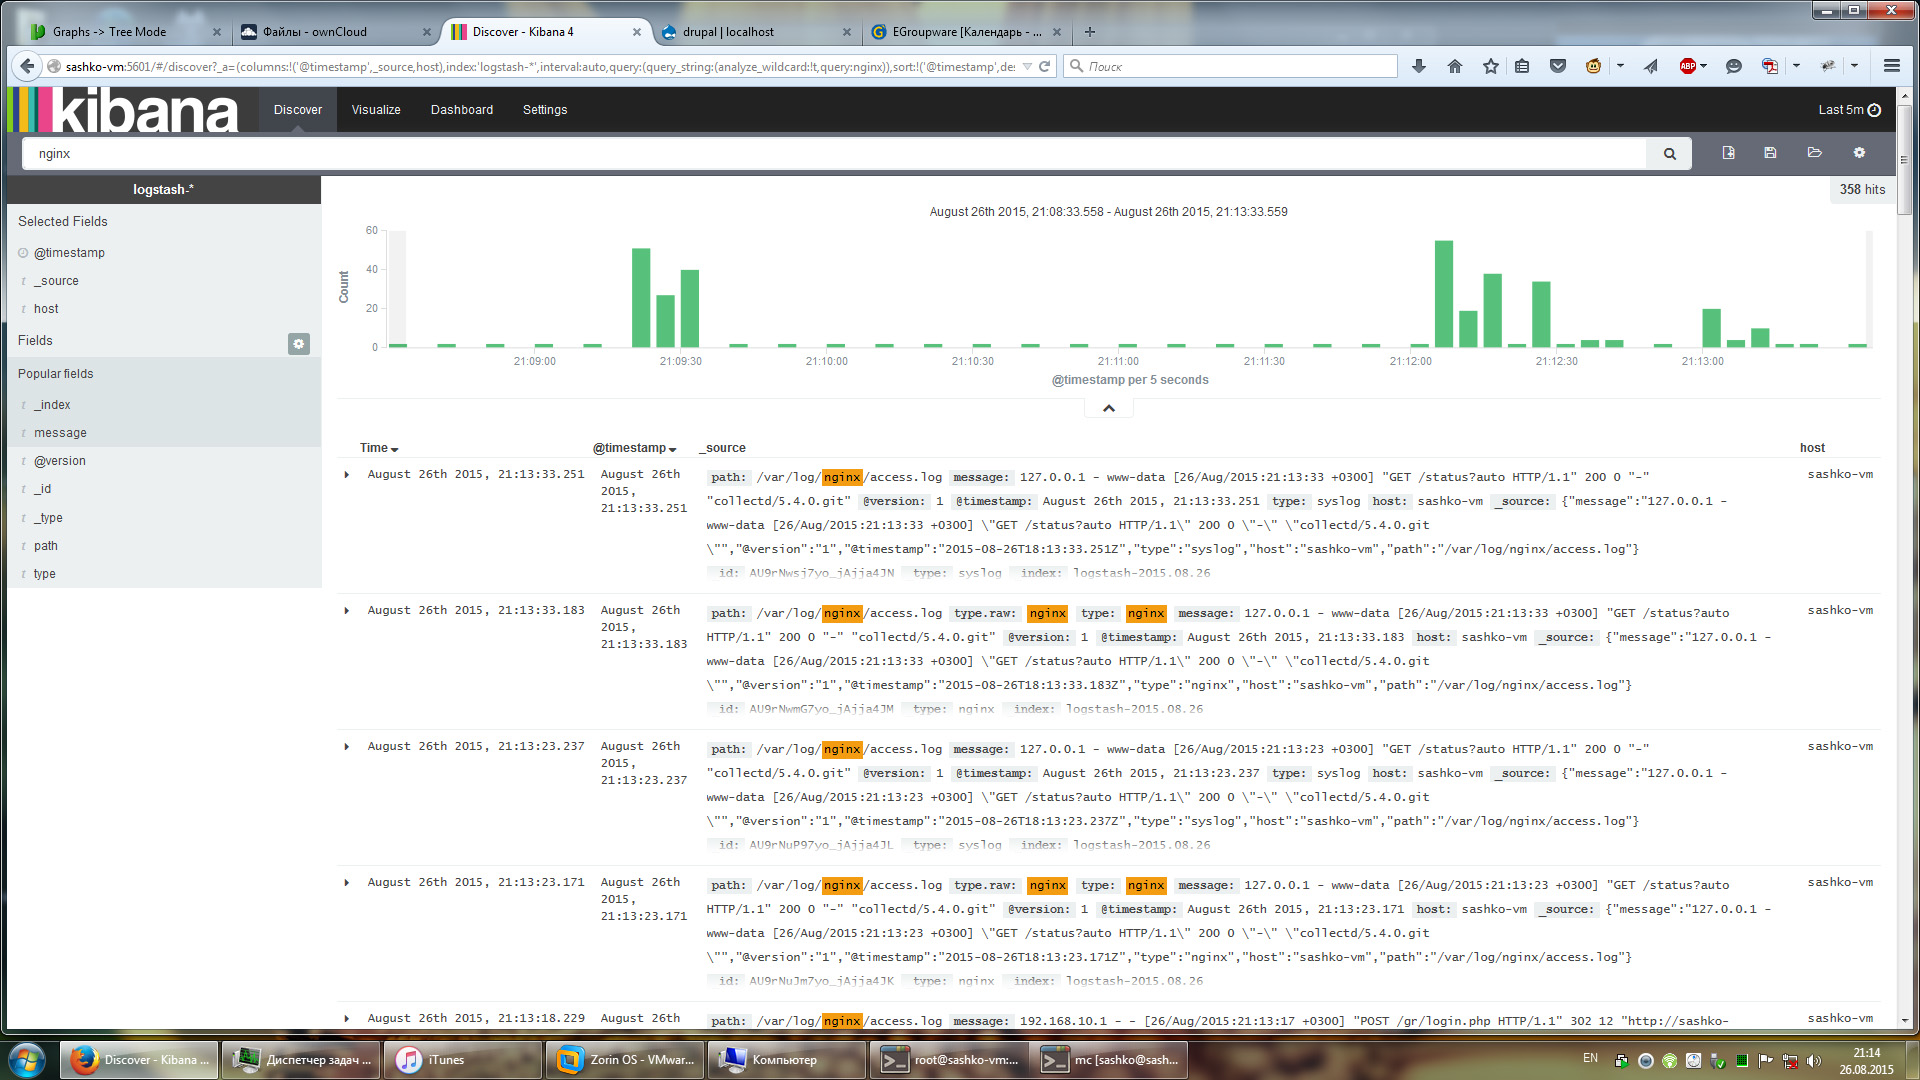 Graphs -> Tree Mode
Файлы - ownCloud
Discover - Kibana 4
drupal | localhost
EGroupware [Календарь - ...
sashko-vm:5601/#/discover?_a=(columns:!('@timestamp',_source,host),index:'logstash-*',interval:auto,query:(query_string:(analyze_wildcard:!t,query:nginx)),sort:!('@timestamp',de:
Поиск
ABP
kibana
Discover
Visualize
Dashboard
Settings
Last 5m
nginx
logstash-*
358 hits
Selected Fields
t @timestamp
t _source
t host
Fields
Popular fields
t _index
t message
t @version
t _id
t _type
t path
t type
August 26th 2015, 21:08:33.558 - August 26th 2015, 21:13:33.559
Count
60
40
20
0
21:09:00 21:09:30 21:10:00 21:10:30 21:11:00 21:11:30 21:12:00 21:12:30 21:13:00
@timestamp per 5 seconds
Time @timestamp _source host
August 26th 2015, 21:13:33.251
August 26th
2015,
21:13:33.251
path: /var/log/nginx/access.log message: 127.0.0.1 - www-data [26/Aug/2015:21:13:33 +0300] "GET /status?auto HTTP/1.1" 200 0 "-"
"collectd/5.4.0.git" @version: 1 @timestamp: August 26th 2015, 21:13:33.251 type: syslog host: sashko-vm _source: {"message":"127.0.0.1 -
www-data [26/Aug/2015:21:13:33 +0300] \"GET /status?auto HTTP/1.1\" 200 0 \"-\" \"collectd/5.4.0.git
\"","@version":"1","@timestamp":"2015-08-26T18:13:33.251Z","type":"syslog","host":"sashko-vm","path":"/var/log/nginx/access.log"}
_id: AU9rNwsj7yo_jAjja4JN _type: syslog _index: logstash-2015.08.26
sashko-vm
August 26th 2015, 21:13:33.183
August 26th
2015,
21:13:33.183
path: /var/log/nginx/access.log type.raw: nginx type: nginx message: 127.0.0.1 - www-data [26/Aug/2015:21:13:33 +0300] "GET /status?auto
HTTP/1.1" 200 0 "-" "collectd/5.4.0.git" @version: 1 @timestamp: August 26th 2015, 21:13:33.183 host: sashko-vm _source: {"message":"127.0.0.1 -
www-data [26/Aug/2015:21:13:33 +0300] \"GET /status?auto HTTP/1.1\" 200 0 \"-\" \"collectd/5.4.0.git
\"","@version":"1","@timestamp":"2015-08-26T18:13:33.183Z","type":"nginx","host":"sashko-vm","path":"/var/log/nginx/access.log"}
_id: AU9rNwmG7yo_jAjja4JM _type: nginx _index: logstash-2015.08.26
sashko-vm
August 26th 2015, 21:13:23.237
August 26th
2015,
21:13:23.237
path: /var/log/nginx/access.log message: 127.0.0.1 - www-data [26/Aug/2015:21:13:23 +0300] "GET /status?auto HTTP/1.1" 200 0 "-"
"collectd/5.4.0.git" @version: 1 @timestamp: August 26th 2015, 21:13:23.237 type: syslog host: sashko-vm _source: {"message":"127.0.0.1 -
www-data [26/Aug/2015:21:13:23 +0300] \"GET /status?auto HTTP/1.1\" 200 0 \"-\" \"collectd/5.4.0.git
\"","@version":"1","@timestamp":"2015-08-26T18:13:23.237Z","type":"syslog","host":"sashko-vm","path":"/var/log/nginx/access.log"}
_id: AU9rNuP97yo_jAjja4JL _type: syslog _index: logstash-2015.08.26
sashko-vm
August 26th 2015, 21:13:23.171
August 26th
2015,
21:13:23.171
path: /var/log/nginx/access.log type.raw: nginx type: nginx message: 127.0.0.1 - www-data [26/Aug/2015:21:13:23 +0300] "GET /status?auto
HTTP/1.1" 200 0 "-" "collectd/5.4.0.git" @version: 1 @timestamp: August 26th 2015, 21:13:23.171 host: sashko-vm _source: {"message":"127.0.0.1 -
www-data [26/Aug/2015:21:13:23 +0300] \"GET /status?auto HTTP/1.1\" 200 0 \"-\" \"collectd/5.4.0.git
\"","@version":"1","@timestamp":"2015-08-26T18:13:23.171Z","type":"nginx","host":"sashko-vm","path":"/var/log/nginx/access.log"}
_id: AU9rNuJm7yo_jAjja4JK _type: nginx _index: logstash-2015.08.26
sashko-vm
August 26th 2015, 21:13:18.229
August 26th
path: /var/log/nginx/access.log message: 192.168.10.1 - - [26/Aug/2015:21:13:17 +0300] "POST /gr/login.php HTTP/1.1" 302 12 "http://sashko-
sashko-vm
Discover - Kibana ...
Диспетчер задач ...
iTunes
Zorin OS - VMwar...
Компьютер
root@sashko-vm:...
mc [sashko@sash...
EN
21:14
26.08.2015